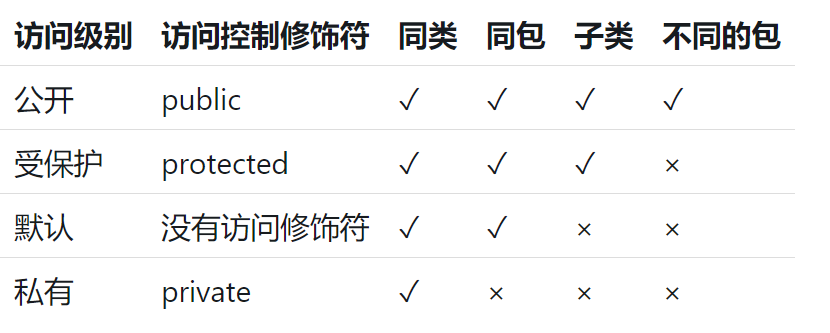 访问级别 访问控制修饰符 同类 同包 子类 不同的包
公开 public ✓ ✓ ✓ ✓
受保护 protected ✓ ✓ ✓ ×
默认 没有访问修饰符 ✓ ✓ × ×
私有 private ✓ × × ×